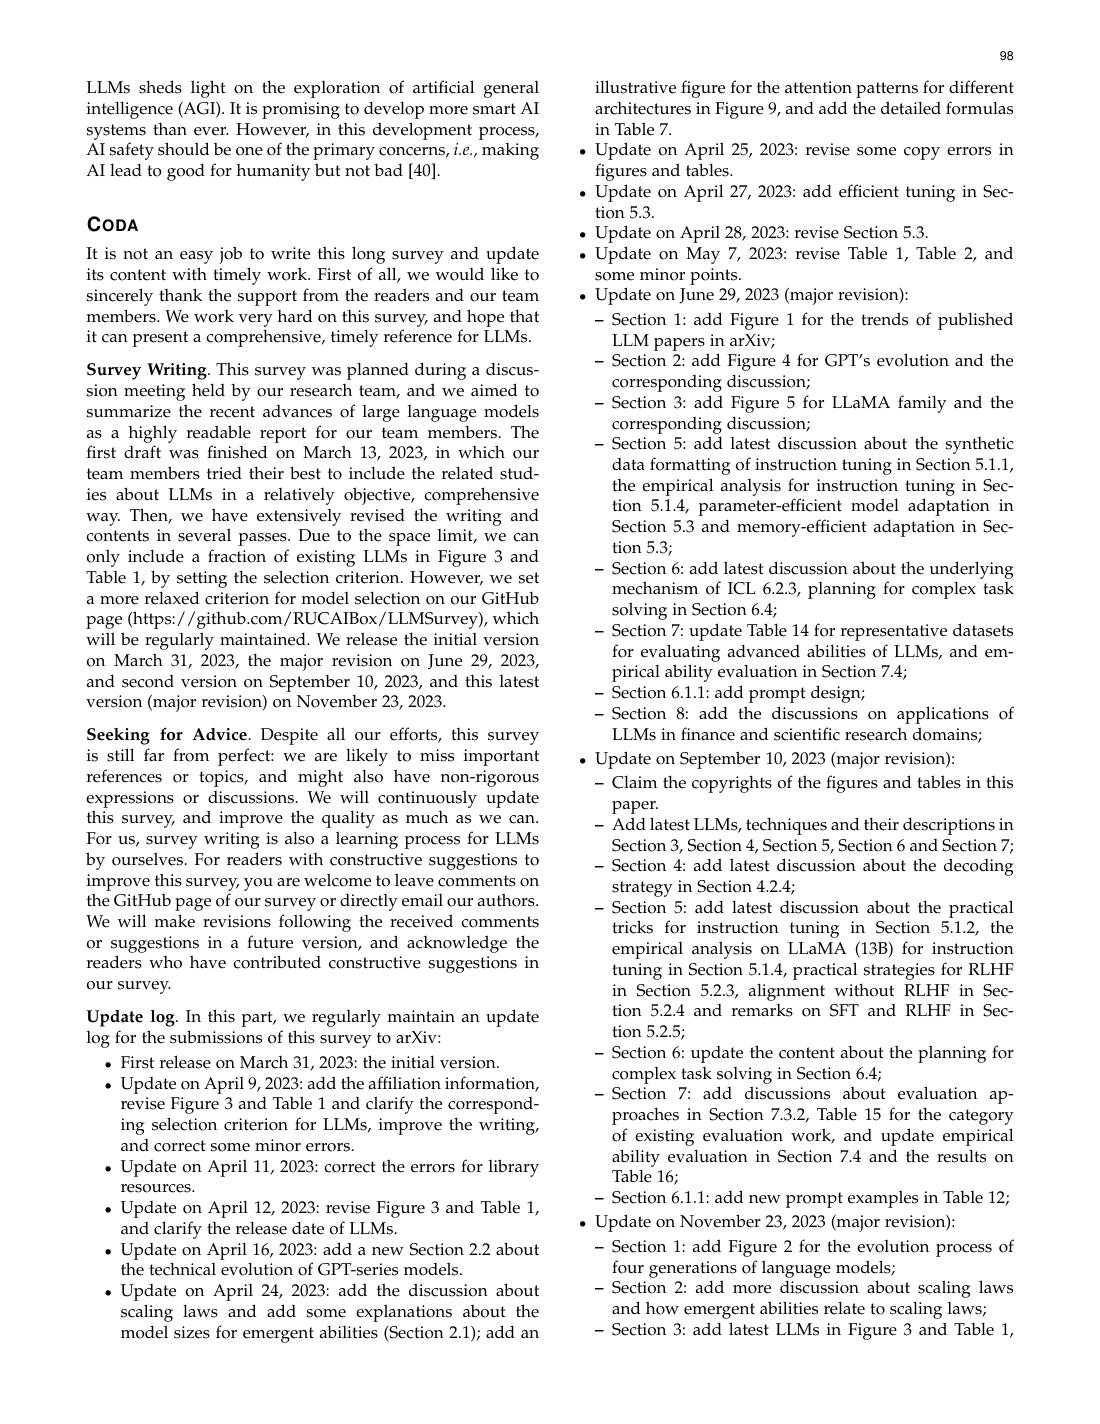 98
LLMs sheds light on the exploration of artificial general
intelligence (AGI). It is promising to develop more smart AI
systems than ever. However, in this development process,
AI safety should be one of the primary concerns, i.e., making
AI lead to good for humanity but not bad [40].
CODA
It is not an easy job to write this long survey and update
its content with timely work. First of all, we would like to
sincerely thank the support from the readers and our team
members. We work very hard on this survey, and hope that
it can present a comprehensive, timely reference for LLMs.
Survey Writing. This survey was planned during a discus-
sion meeting held by our research team, and we aimed to
summarize the recent advances of large language models
as a highly readable report for our team members. The
first draft was finished on March 13, 2023, in which our
team members tried their best to include the related stud-
ies about LLMs in a relatively objective, comprehensive
way. Then, we have extensively revised the writing and
contents in several passes. Due to the space limit, we can
only include a fraction of existing LLMs in Figure 3 and
Table 1, by setting the selection criterion. However, we set
a more relaxed criterion for model selection on our GitHub
page (https://github.com/RUCAIBox/LLMSurvey), which
will be regularly maintained. We release the initial version
on March 31, 2023, the major revision on June 29, 2023,
and second version on September 10, 2023, and this latest
version (major revision) on November 23, 2023.
Seeking for Advice. Despite all our efforts, this survey
is still far from perfect: we are likely to miss important
references or topics, and might also have non-rigorous
expressions or discussions. We will continuously update
this survey, and improve the quality as much as we can.
For us, survey writing is also a learning process for LLMs
by ourselves. For readers with constructive suggestions to
improve this survey, you are welcome to leave comments on
the GitHub page of our survey or directly email our authors.
We will make revisions following the received comments
or suggestions in a future version, and acknowledge the
readers who have contributed constructive suggestions in
our survey.
Update log. In this part, we regularly maintain an update
log for the submissions of this survey to arXiv:
• First release on March 31, 2023: the initial version.
• Update on April 9, 2023: add the affiliation information,
revise Figure 3 and Table 1 and clarify the correspond-
ing selection criterion for LLMs, improve the writing,
and correct some minor errors.
• Update on April 11, 2023: correct the errors for library
resources.
• Update on April 12, 2023: revise Figure 3 and Table 1,
and clarify the release date of LLMs.
• Update on April 16, 2023: add a new Section 2.2 about
the technical evolution of GPT-series models.
• Update on April 24, 2023: add the discussion about
scaling laws and add some explanations about the
model sizes for emergent abilities (Section 2.1); add an
illustrative figure for the attention patterns for different
architectures in Figure 9, and add the detailed formulas
in Table 7.
• Update on April 25, 2023: revise some copy errors in
figures and tables.
• Update on April 27, 2023: add efficient tuning in Sec-
tion 5.3.
• Update on April 28, 2023: revise Section 5.3.
• Update on May 7, 2023: revise Table 1, Table 2, and
some minor points.
• Update on June 29, 2023 (major revision):
– Section 1: add Figure 1 for the trends of published
LLM papers in arXiv;
– Section 2: add Figure 4 for GPT's evolution and the
corresponding discussion;
– Section 3: add Figure 5 for LLaMA family and the
corresponding discussion;
– Section 5: add latest discussion about the synthetic
data formatting of instruction tuning in Section 5.1.1,
the empirical analysis for instruction tuning in Sec-
tion 5.1.4, parameter-efficient model adaptation in
Section 5.3 and memory-efficient adaptation in Sec-
tion 5.3;
– Section 6: add latest discussion about the underlying
mechanism of ICL 6.2.3, planning for complex task
solving in Section 6.4;
– Section 7: update Table 14 for representative datasets
for evaluating advanced abilities of LLMs, and em-
pirical ability evaluation in Section 7.4;
– Section 6.1.1: add prompt design;
– Section 8: add the discussions on applications of
LLMs in finance and scientific research domains;
• Update on September 10, 2023 (major revision):
– Claim the copyrights of the figures and tables in this
paper.
– Add latest LLMs, techniques and their descriptions in
Section 3, Section 4, Section 5, Section 6 and Section 7;
– Section 4: add latest discussion about the decoding
strategy in Section 4.2.4;
– Section 5: add latest discussion about the practical
tricks for instruction tuning in Section 5.1.2, the
empirical analysis on LLaMA (13B) for instruction
tuning in Section 5.1.4, practical strategies for RLHF
in Section 5.2.3, alignment without RLHF in Sec-
tion 5.2.4 and remarks on SFT and RLHF in Sec-
tion 5.2.5;
– Section 6: update the content about the planning for
complex task solving in Section 6.4;
– Section 7: add discussions about evaluation ap-
proaches in Section 7.3.2, Table 15 for the category
of existing evaluation work, and update empirical
ability evaluation in Section 7.4 and the results on
Table 16;
– Section 6.1.1: add new prompt examples in Table 12;
• Update on November 23, 2023 (major revision):
– Section 1: add Figure 2 for the evolution process of
four generations of language models;
– Section 2: add more discussion about scaling laws
and how emergent abilities relate to scaling laws;
– Section 3: add latest LLMs in Figure 3 and Table 1,